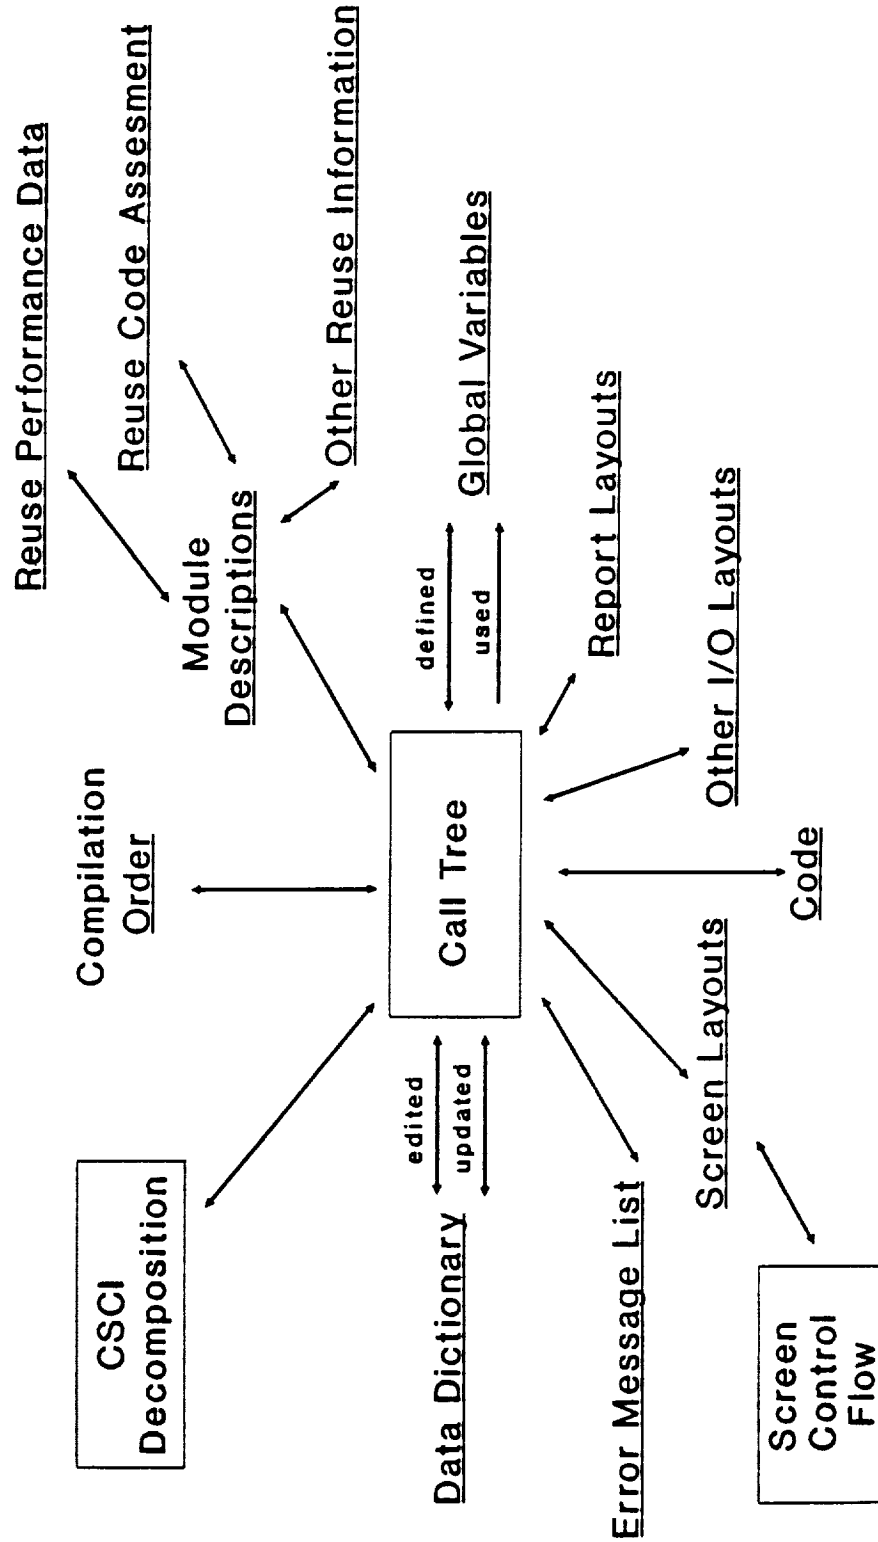 Reuse Performance Data
Reuse Code Assesment
Other Reuse Information
Module
Descriptions
Compilation
Order
CSCI
Decomposition
Call Tree
edited
updated
Data Dictionary
defined
used
Global Variables
Error Message List
Screen Layouts
Screen
Control
Flow
Code
Other I/O Layouts
Report Layouts